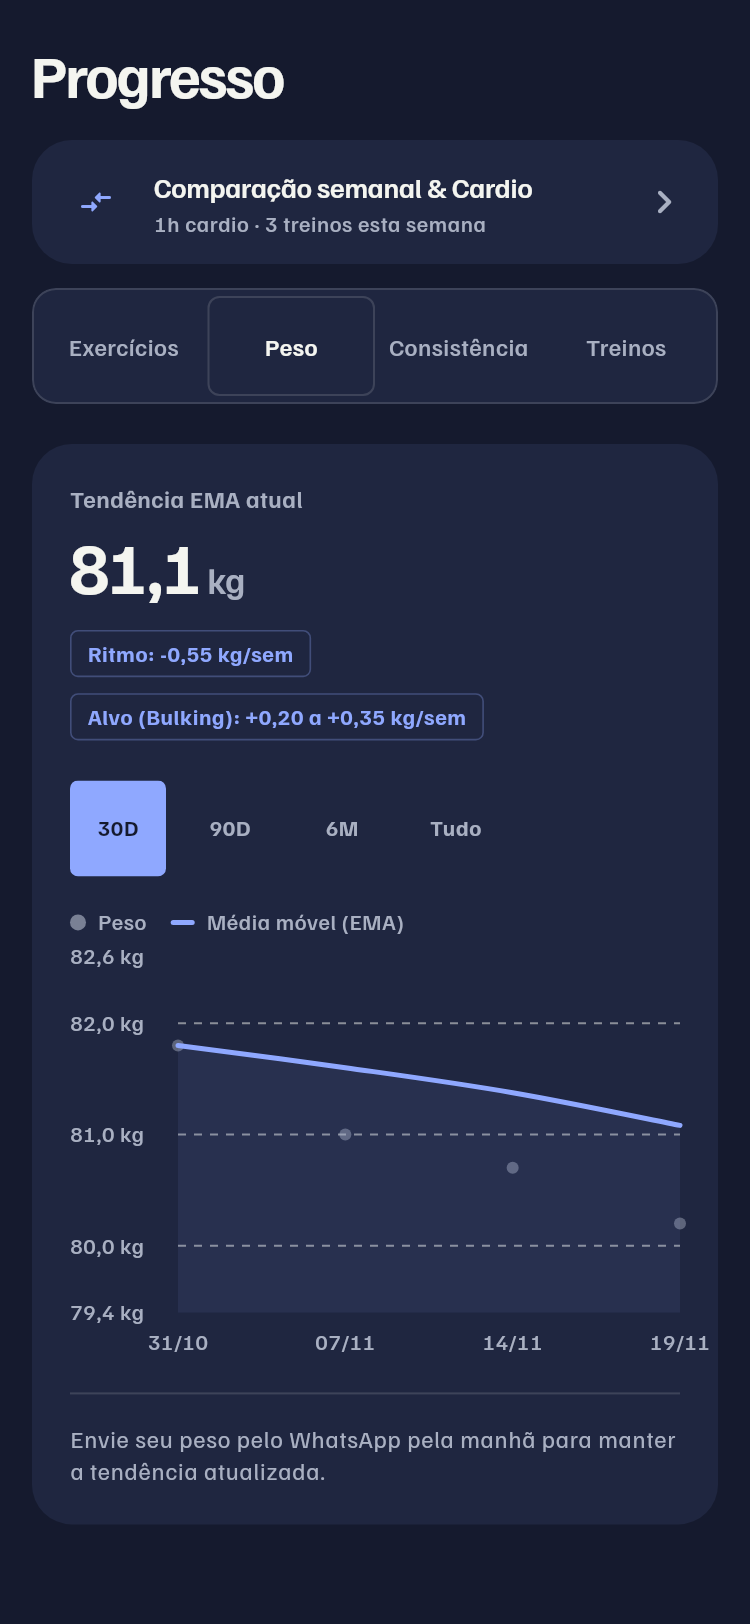 Progresso
Comparação semanal & Cardio
1h cardio · 3 treinos esta semana
Exercícios
Peso
Consistência
Treinos
Tendência EMA atual
81,1 kg
Ritmo: -0,55 kg/sem
Alvo (Bulking): +0,20 a +0,35 kg/sem
30D
90D
6M
Tudo
Peso
Média móvel (EMA)
82,6 kg
82,0 kg
81,0 kg
80,0 kg
79,4 kg
31/10
07/11
14/11
19/11
Envie seu peso pelo WhatsApp pela manhã para manter
a tendência atualizada.